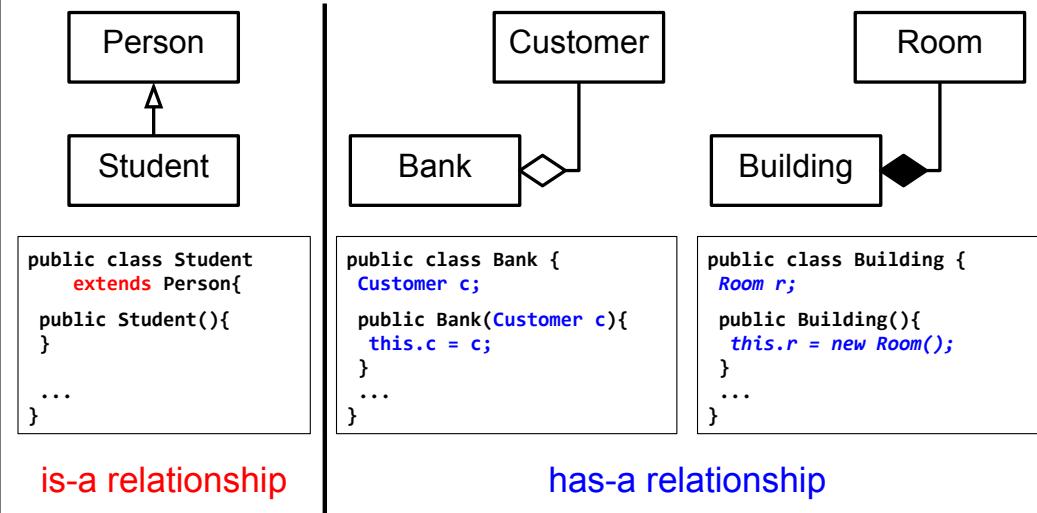 Person
Student
public class Student
extends Person{
public Student(){
}
...
}
is-a relationship
Customer
Bank
Room
Building
public class Bank {
Customer c;
public Bank(Customer c){
this.c = c;
}
...
}
public class Building {
Room r;
public Building(){
this.r = new Room();
}
...
}
has-a relationship